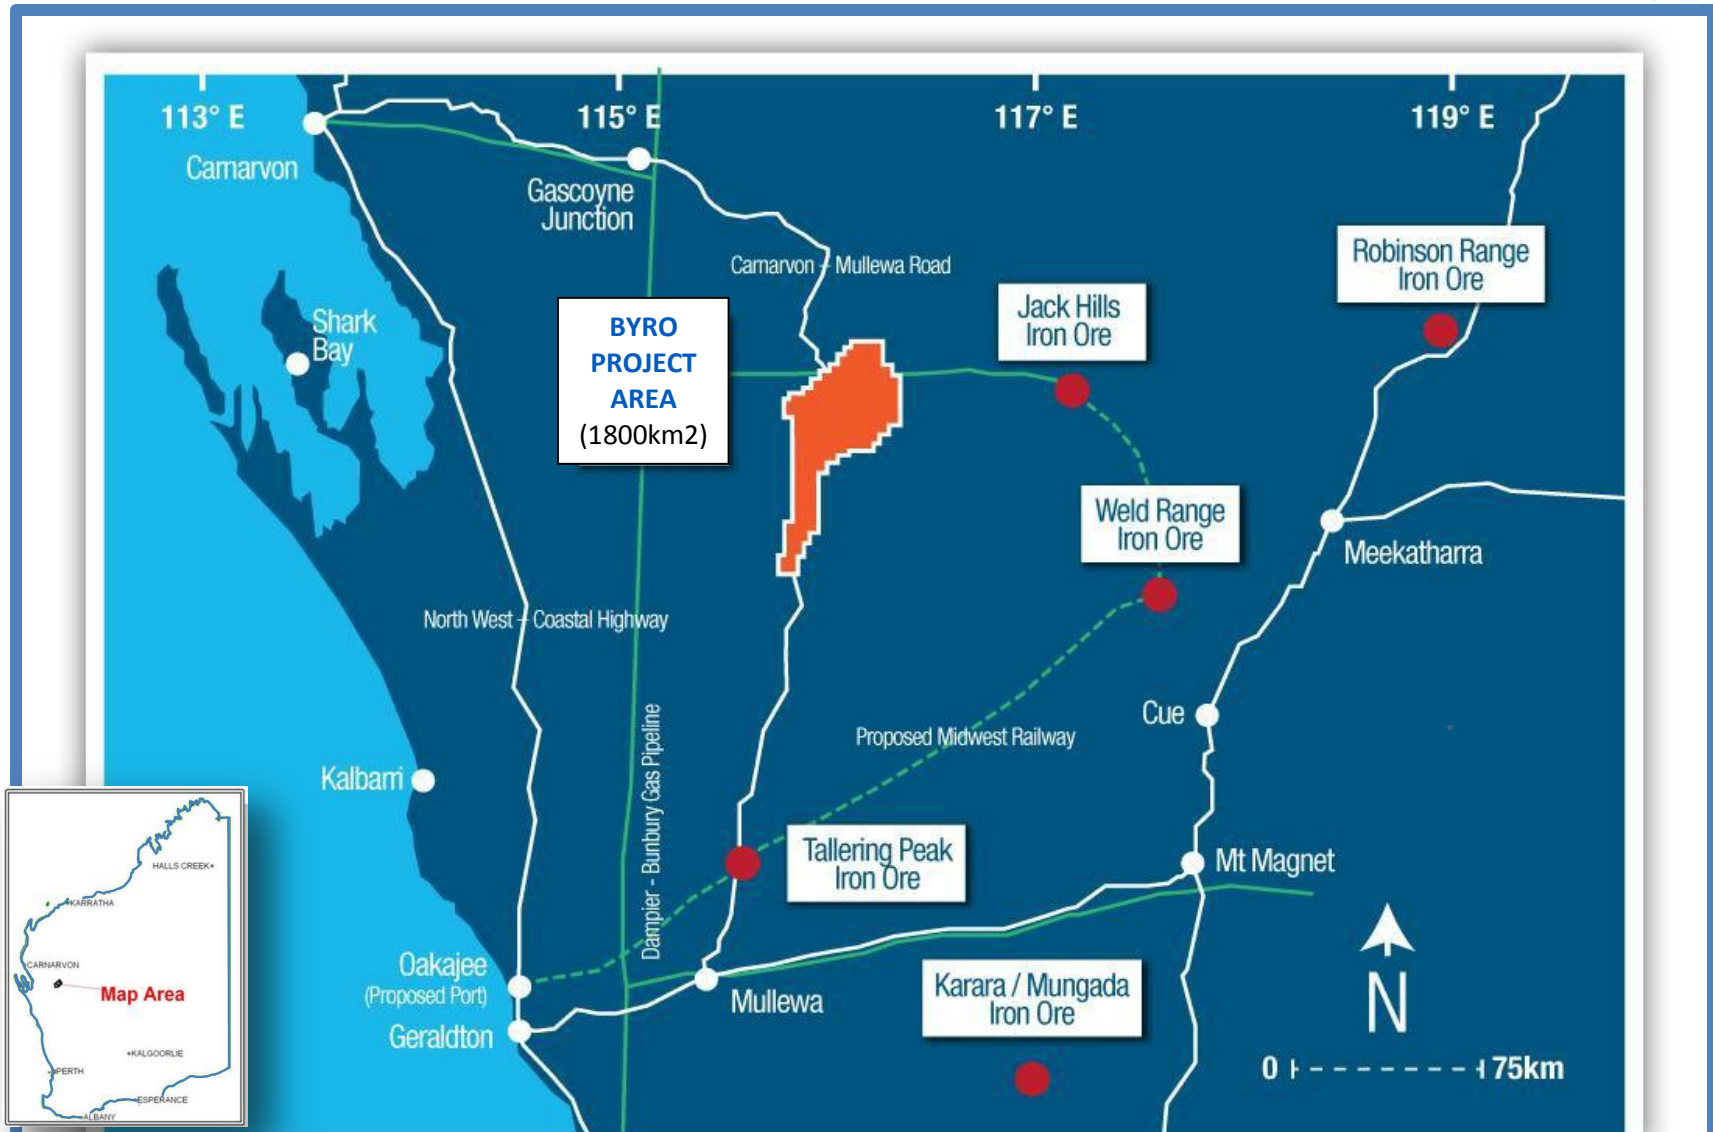 113° E
115° E
117° E
119° E
Carnarvon
Gascoyne
Junction
Carnarvon - Mullewa Road
Robinson Range
Iron Ore
Jack Hills
Iron Ore
Shark
Bay
BYRO
PROJECT
AREA
(1800km2)
Weld Range
Iron Ore
Meekatharra
North West - Coastal Highway
Cue
Proposed Midwest Railway
Dampier - Bunbury Gas Pipeline
Kalbarri
Tallering Peak
Iron Ore
Mt Magnet
Oakajee
(Proposed Port)
Mullewa
Geraldton
Karara / Mungada
Iron Ore
N
0 75km
HALLS CREEK
KARRATHA
CARNARVON
Map Area
KALGOORLIE
PERTH
ESPERANCE
ALBANY